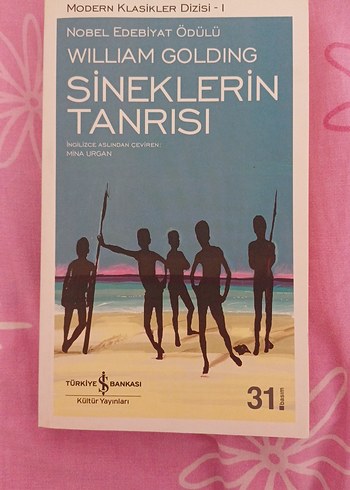 MODERN KLASİKLER DİZİSİ - I
NOBEL EDEBİYAT ÖDÜLÜ
WILLIAM GOLDING
SİNEKLERİN
TANRISI
İNGİLİZCE ASLINDAN ÇEVİREN:
MİNA URGAN
TÜRKİYE İŞ BANKASI
Kültür Yayınları
31.
basım